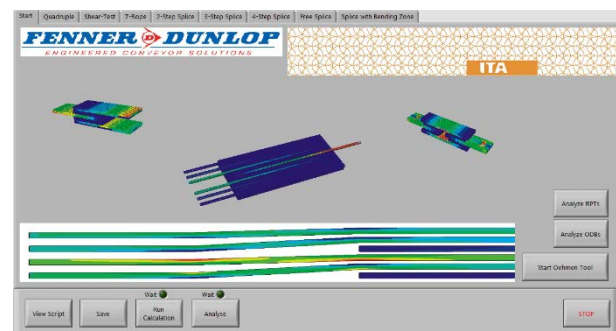 Start Quadruple Shear-Test 7-Rope 2-Step Splice 3-Step Splice 4-Step Splice Free Splice Splice with Bending Zone
FENNER D DUNLOP
ENGINEERED CONVEYOR SOLUTIONS
ITA
Analyze RPTs
Analyze ODBs
Start Oehmen Tool
Wait Wait
View Script Save Run Calculation Analyse STOP